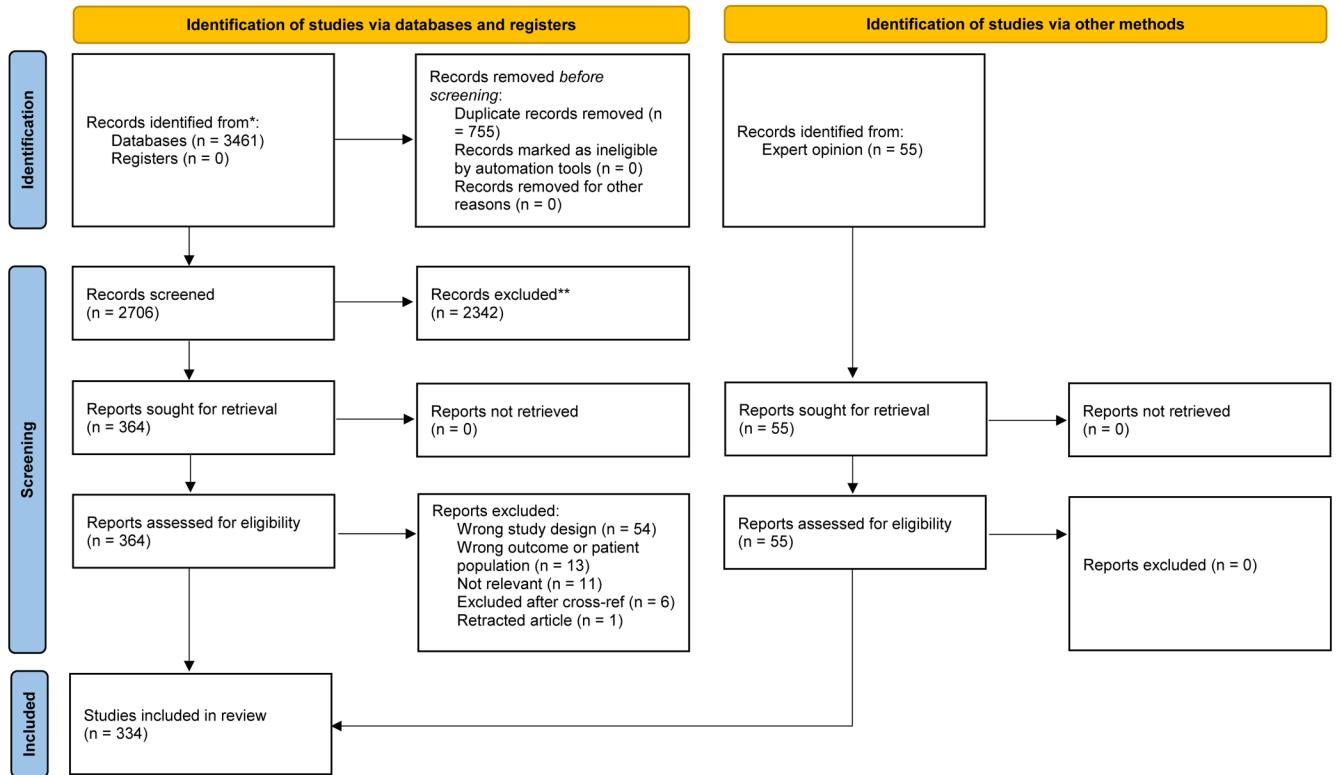 Identification of studies via databases and registers
Identification of studies via other methods
Identification
Records identified from*:
Databases (n = 3461)
Registers (n = 0)
Records removed before
screening:
Duplicate records removed (n
= 755)
Records marked as ineligible
by automation tools (n = 0)
Records removed for other
reasons (n = 0)
Records identified from:
Expert opinion (n = 55)
Screening
Records screened
(n = 2706)
Records excluded**
(n = 2342)
Reports sought for retrieval
(n = 364)
Reports not retrieved
(n = 0)
Reports sought for retrieval
(n = 55)
Reports not retrieved
(n = 0)
Reports assessed for eligibility
(n = 364)
Reports excluded:
Wrong study design (n = 54)
Wrong outcome or patient
population (n = 13)
Not relevant (n = 11)
Excluded after cross-ref (n = 6)
Retracted article (n = 1)
Reports assessed for eligibility
(n = 55)
Reports excluded (n = 0)
Included
Studies included in review
(n = 334)